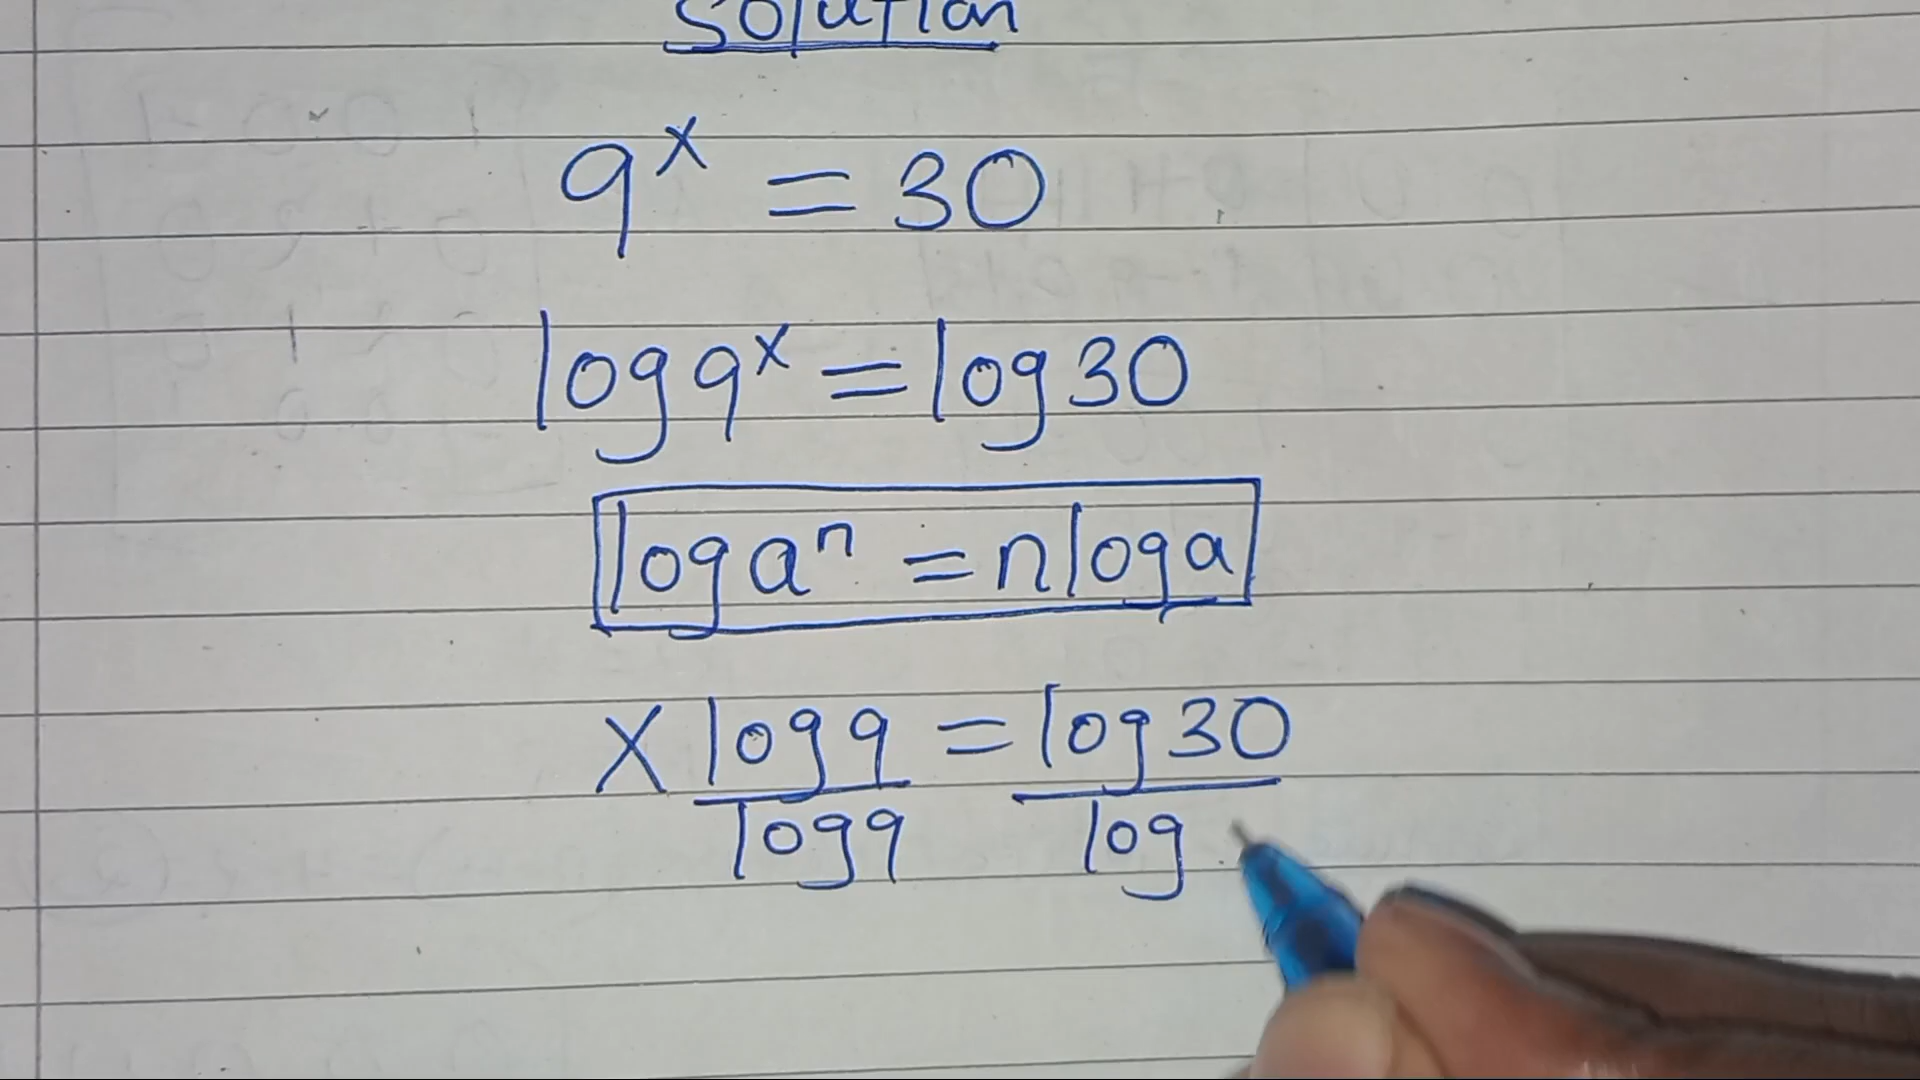 Solution
9^x = 30
log 9^x = log 30
log a^n = n log a
x log 9 = log 30
log 9 log